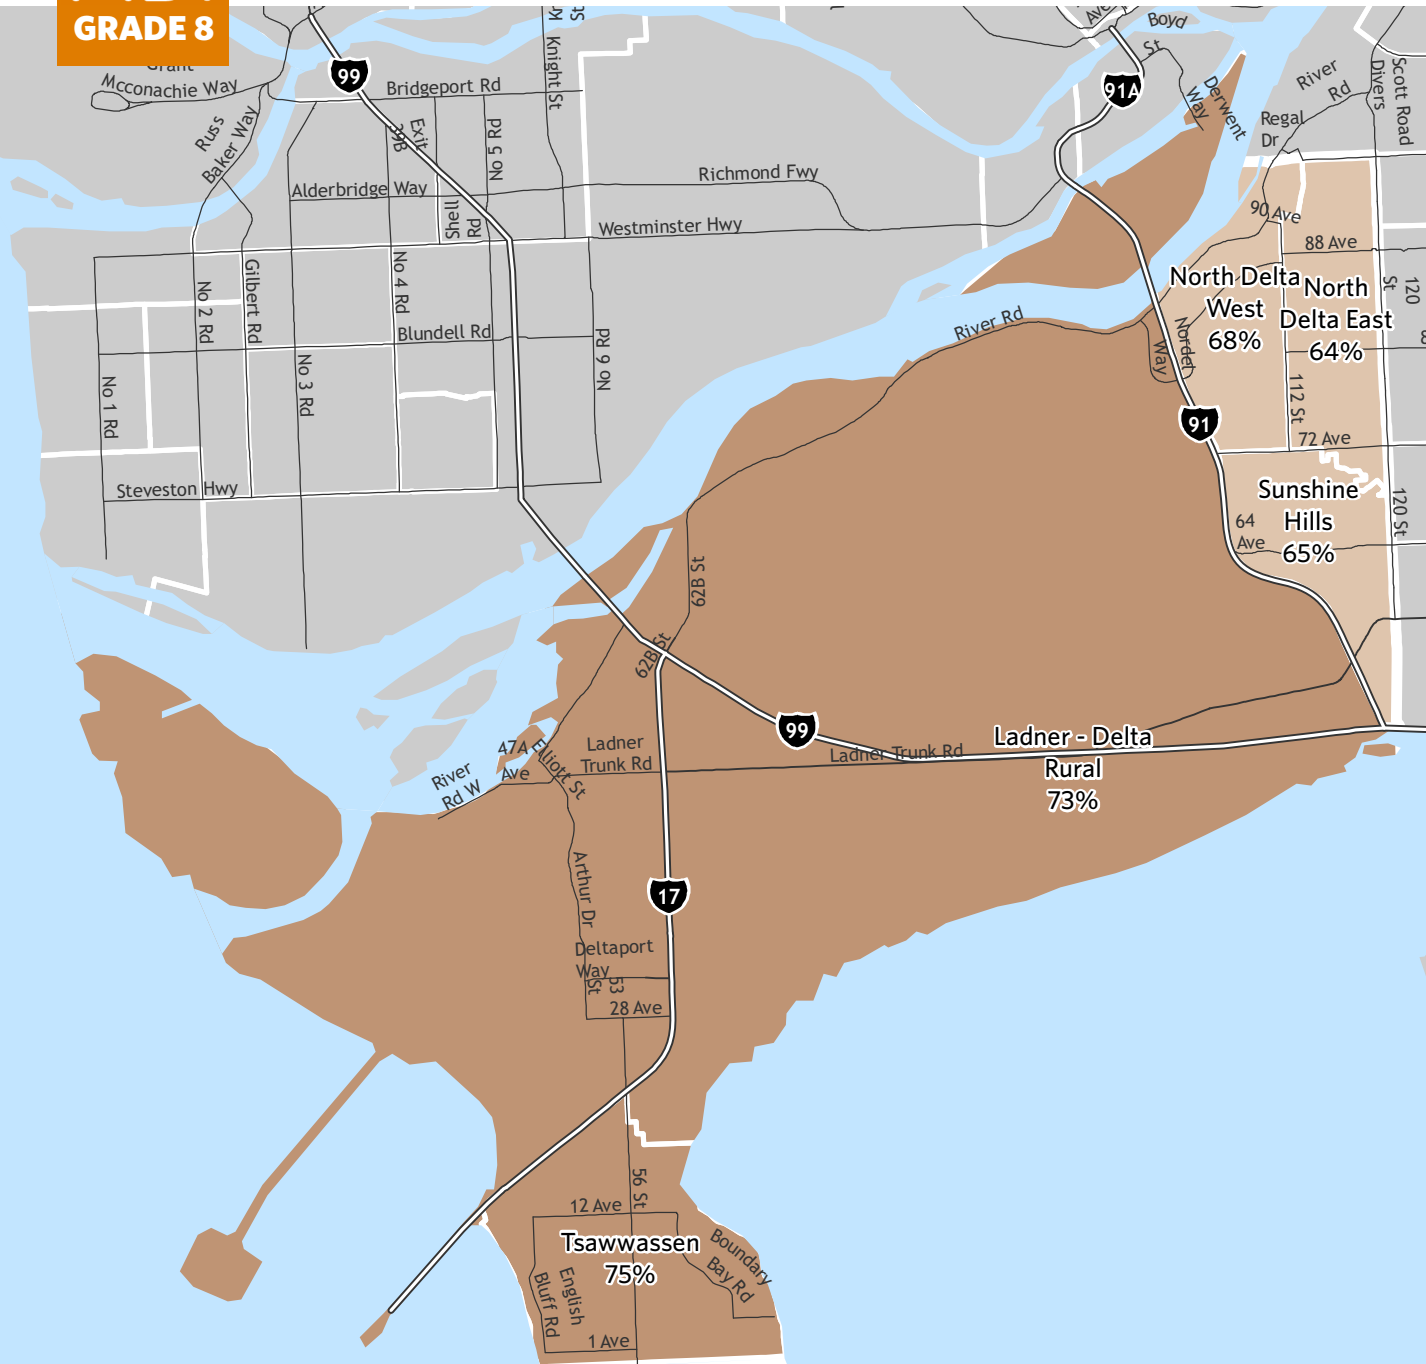 GRADE 8
Grant
Mcconachie Way
Russ
Baker Way
99
Bridgeport Rd
Exit
39B
No 5 Rd
Knight St
Alderbridge Way
Shell
Rd
Richmond Fwy
Westminster Hwy
91A
Boyd
St
Derwent
Way
River
Rd
Regal
Dr
Scott Road
Divers
90 Ave
88 Ave
St
120
No 2 Rd
Gilbert Rd
No 4 Rd
Blundell Rd
No 6 Rd
No 1 Rd
No 3 Rd
Steveston Hwy
River Rd
North Delta
West
68%
North
Delta East
64%
Nordel
Way
112 St
91
72 Ave
Sunshine
Hills
65%
64
Ave
120 St
62B St
62B St
99
Ladner - Delta
Rural
73%
Ladner Trunk Rd
Ladner
Trunk Rd
47A
Ave
Elliott St
River
Rd W
Arthur Dr
17
Deltaport
Way
53
St
28 Ave
56 St
12 Ave
Tsawwassen
75%
Boundary
Bay Rd
English
Bluff Rd
1 Ave